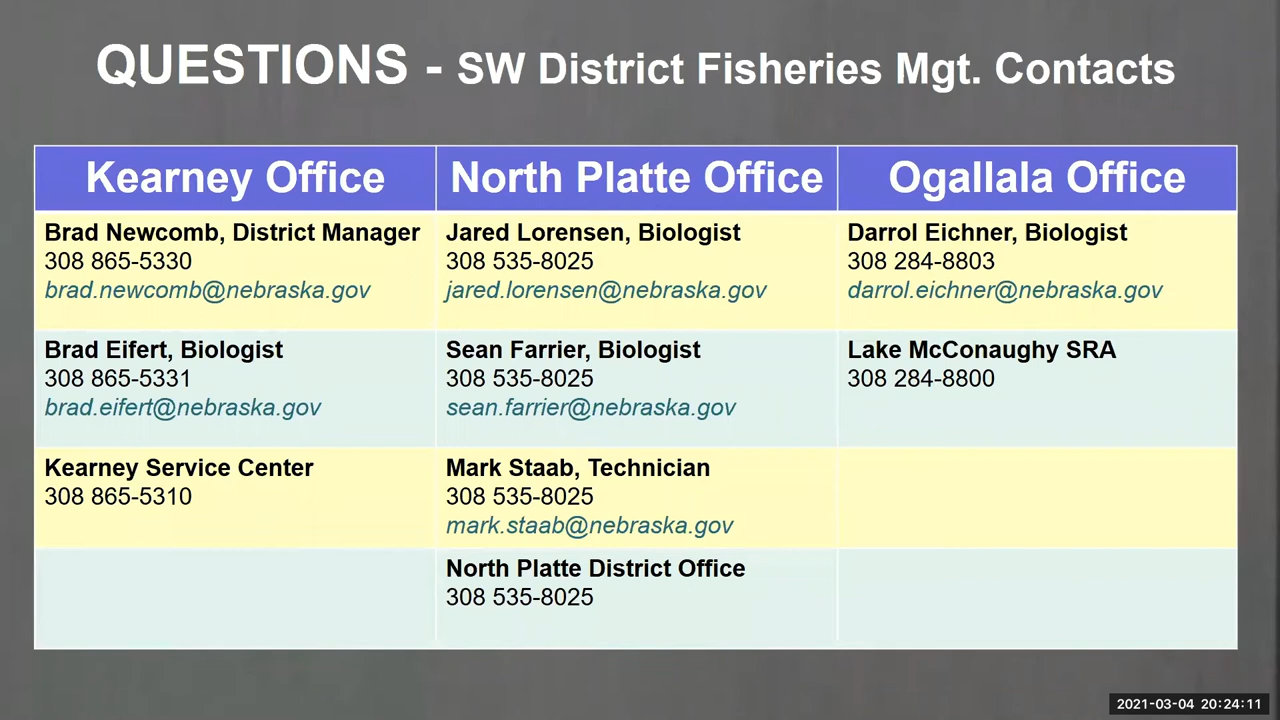 QUESTIONS - SW District Fisheries Mgt. Contacts
Kearney Office
North Platte Office
Ogallala Office
Brad Newcomb, District Manager
308 865-5330
brad.newcomb@nebraska.gov
Jared Lorensen, Biologist
308 535-8025
jared.lorensen@nebraska.gov
Darrol Eichner, Biologist
308 284-8803
darrol.eichner@nebraska.gov
Brad Eifert, Biologist
308 865-5331
brad.eifert@nebraska.gov
Sean Farrier, Biologist
308 535-8025
sean.farrier@nebraska.gov
Lake McConaughy SRA
308 284-8800
Kearney Service Center
308 865-5310
Mark Staab, Technician
308 535-8025
mark.staab@nebraska.gov
North Platte District Office
308 535-8025
2021-03-04 20:24:11